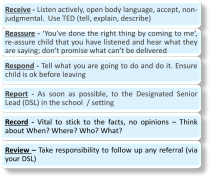 Receive - Listen actively, open body language, accept, non-
judgmental.  Use TED (tell, explain, describe)
Reassure - 'You've done the right thing by coming to me',
re-assure child that you have listened and hear what they
are saying; don't promise what can't be delivered
Respond - Tell what you are going to do and do it. Ensure
child is ok before leaving
Report - As soon as possible, to the Designated Senior
Lead (DSL) in the school / setting
Record - Vital to stick to the facts, no opinions – Think
about When? Where? Who? What?
Review – Take responsibility to follow up any referral (via
your DSL)